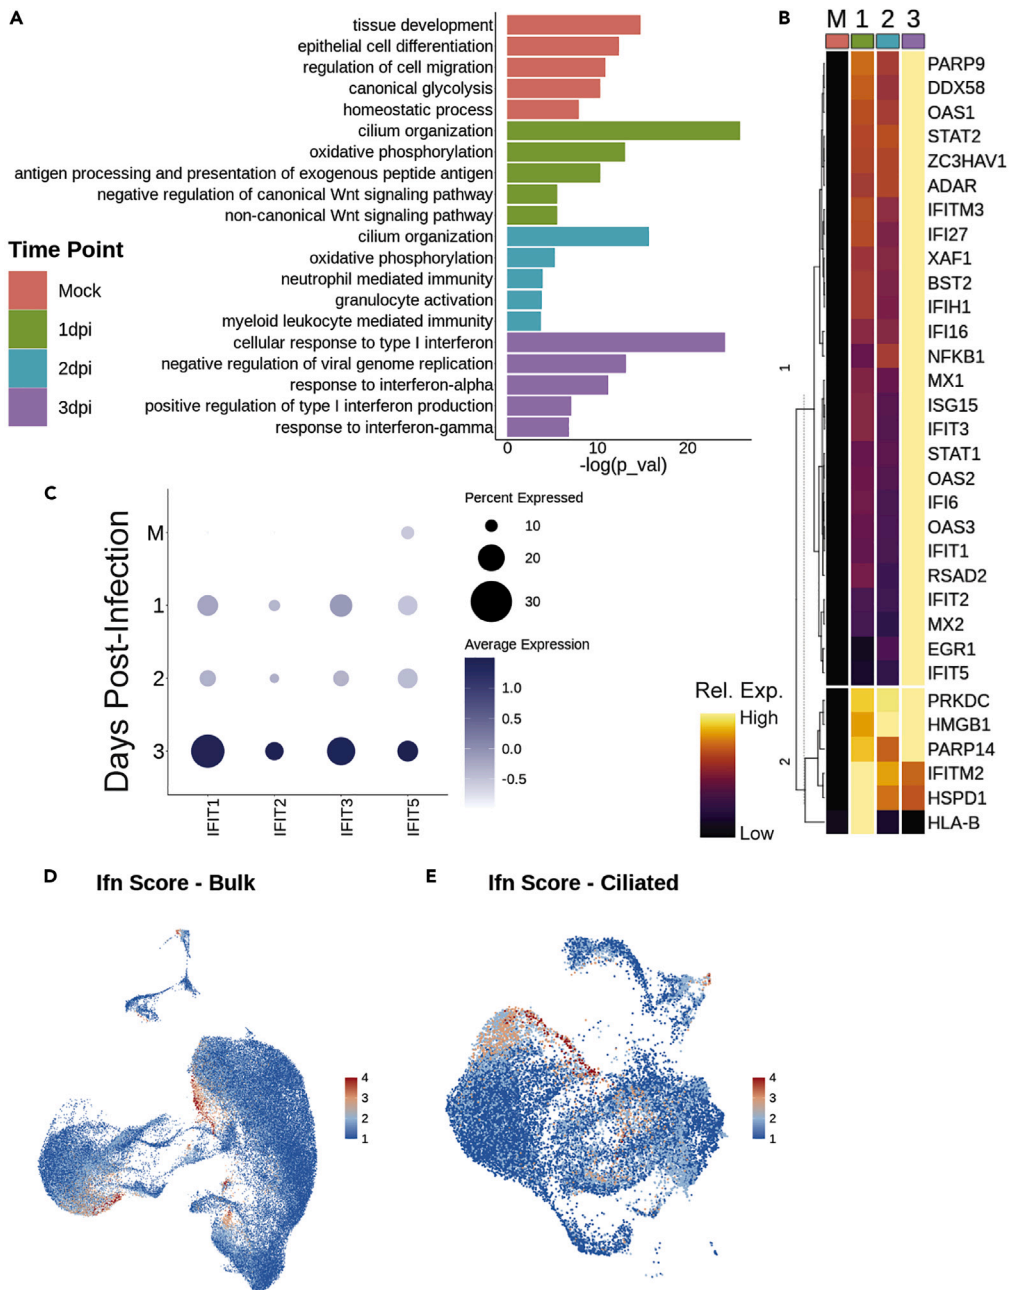 A
tissue development
epithelial cell differentiation
regulation of cell migration
canonical glycolysis
homeostatic process
cilium organization
oxidative phosphorylation
antigen processing and presentation of exogenous peptide antigen
negative regulation of canonical Wnt signaling pathway
non-canonical Wnt signaling pathway
cilium organization
oxidative phosphorylation
neutrophil mediated immunity
granulocyte activation
myeloid leukocyte mediated immunity
cellular response to type I interferon
negative regulation of viral genome replication
response to interferon-alpha
positive regulation of type I interferon production
response to interferon-gamma
0 10 20
-log(p_val)
Time Point
Mock
1dpi
2dpi
3dpi
B
M 1 2 3
PARP9
DDX58
OAS1
STAT2
ZC3HAV1
ADAR
IFITM3
IFI27
XAF1
BST2
IFIH1
IFI16
NFKB1
MX1
ISG15
IFIT3
STAT1
OAS2
IFI6
OAS3
IFIT1
RSAD2
IFIT2
MX2
EGR1
IFIT5
PRKDC
HMGB1
PARP14
IFITM2
HSPD1
HLA-B
1
2
Rel. Exp.
High
Low
C
Days Post-Infection
M
1
2
3
IFIT1
IFIT2
IFIT3
IFIT5
Percent Expressed
10
20
30
Average Expression
1.0
0.5
0.0
-0.5
D
Ifn Score - Bulk
4
3
2
1
E
Ifn Score - Ciliated
4
3
2
1